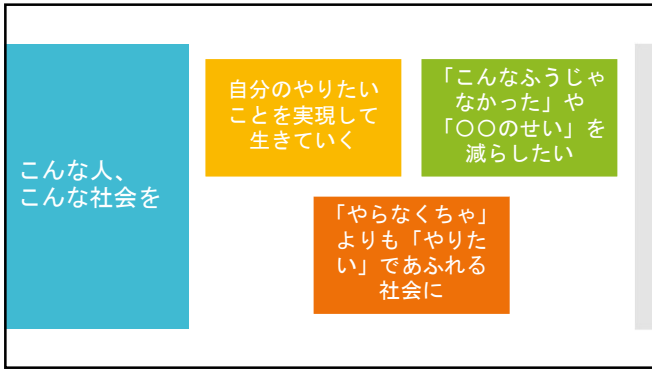 こんな人、
こんな社会を
自分のやりたい
ことを実現して
生きていく
「こんなふうじゃ
なかった」や
「〇〇のせい」を
減らしたい
「やらなくちゃ」
よりも「やりた
い」であふれる
社会に